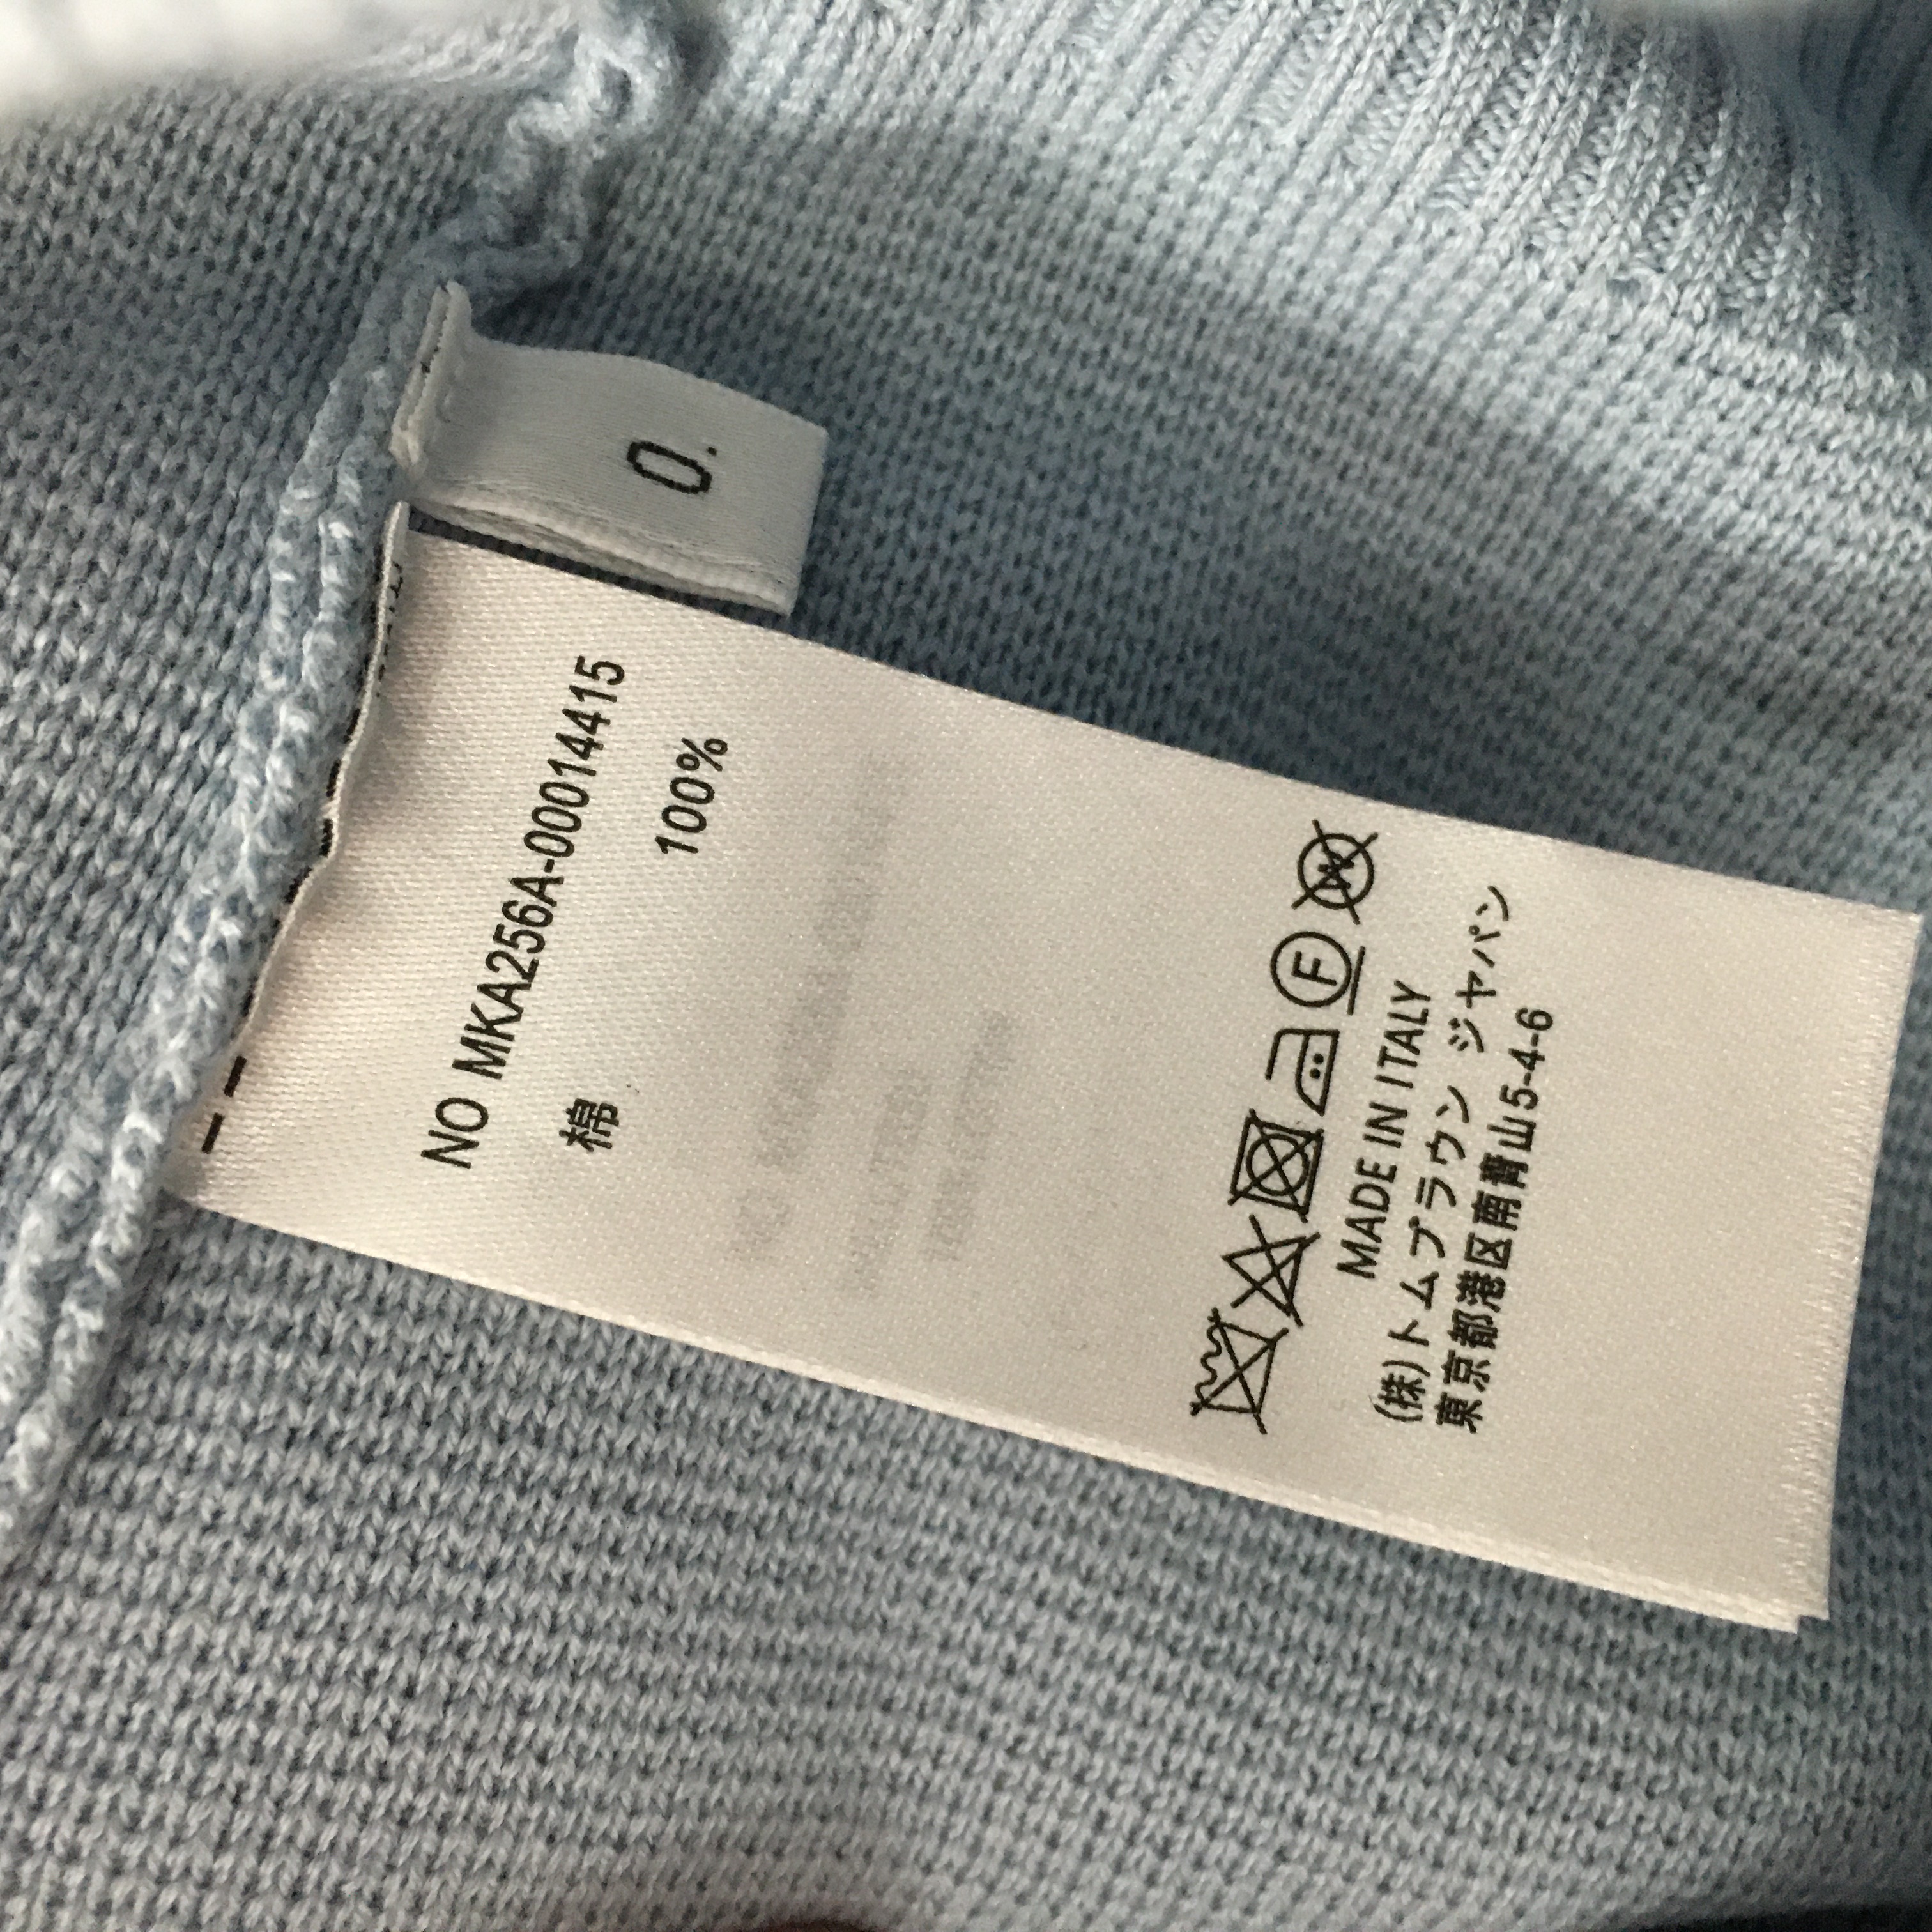 0.
NO MKA256A-00014415
棉 100%
F
W
MADE IN ITALY
(株)トムブラウン ジャパン
東京都港区南青山5-4-6